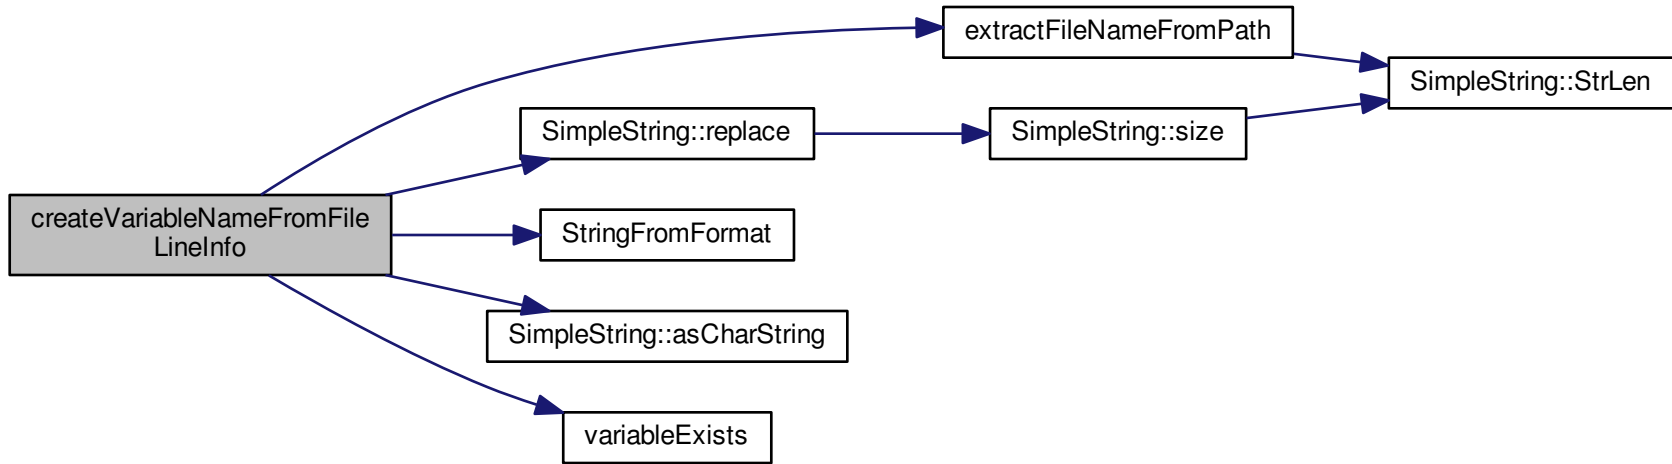 extractFileNameFromPath
SimpleString::StrLen
SimpleString::replace
SimpleString::size
createVariableNameFromFile
LineInfo
StringFromFormat
SimpleString::asCharString
variableExists